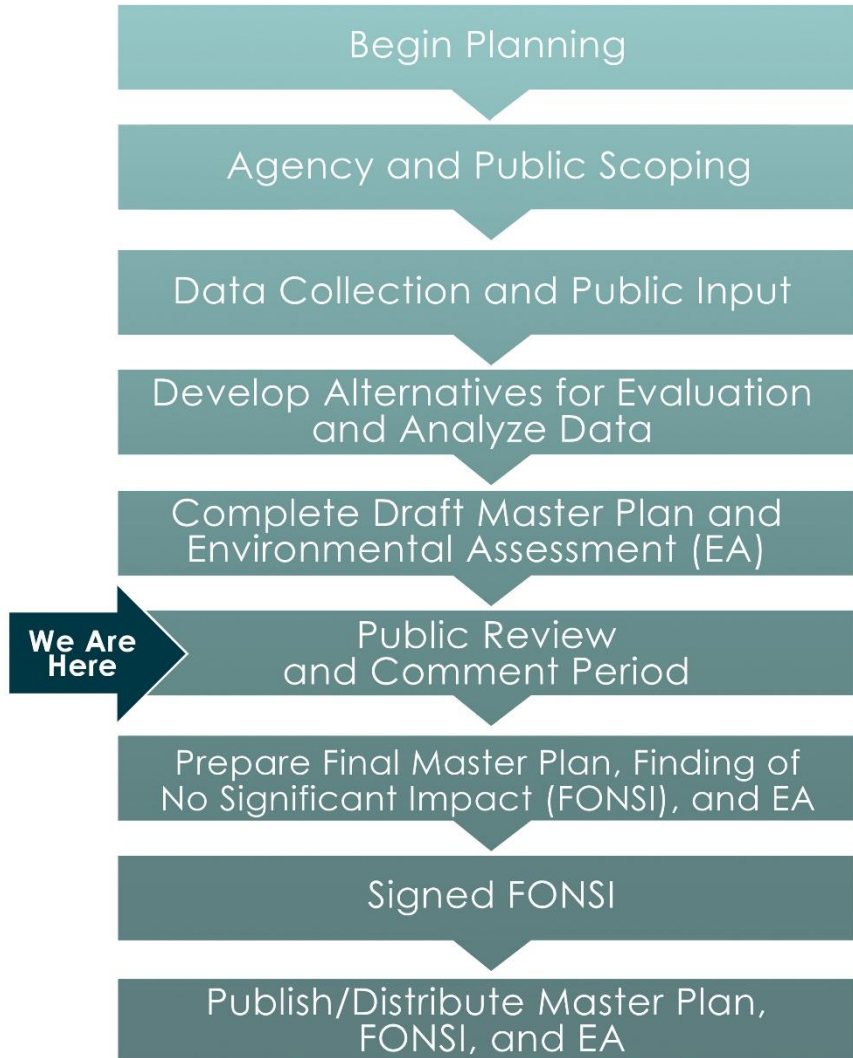 Begin Planning
Agency and Public Scoping
Data Collection and Public Input
Develop Alternatives for Evaluation
and Analyze Data
Complete Draft Master Plan and
Environmental Assessment (EA)
We Are
Here
Public Review
and Comment Period
Prepare Final Master Plan, Finding of
No Significant Impact (FONSI), and EA
Signed FONSI
Publish/Distribute Master Plan,
FONSI, and EA